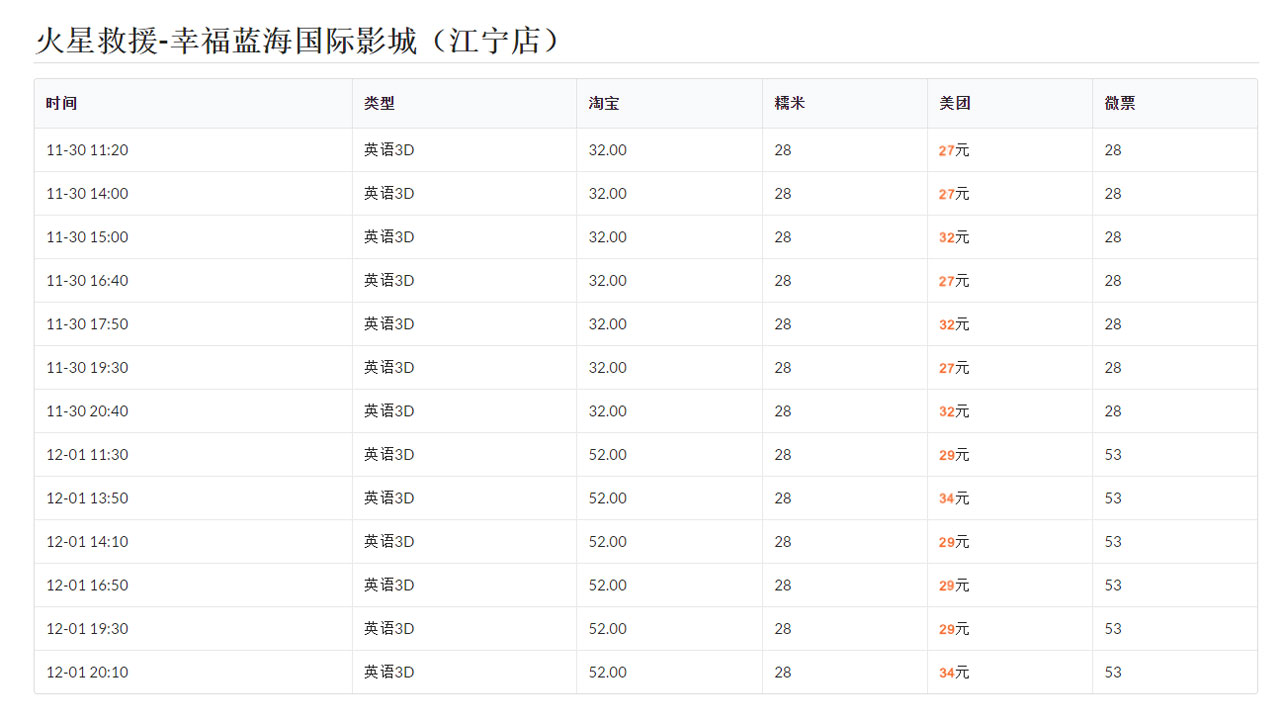 火星救援-幸福蓝海国际影城（江宁店）
时间 类型 淘宝 糯米 美团 微票
11-30 11:20 英语3D 32.00 28 27元 28
11-30 14:00 英语3D 32.00 28 27元 28
11-30 15:00 英语3D 32.00 28 32元 28
11-30 16:40 英语3D 32.00 28 27元 28
11-30 17:50 英语3D 32.00 28 32元 28
11-30 19:30 英语3D 32.00 28 27元 28
11-30 20:40 英语3D 32.00 28 32元 28
12-01 11:30 英语3D 52.00 28 29元 53
12-01 13:50 英语3D 52.00 28 34元 53
12-01 14:10 英语3D 52.00 28 29元 53
12-01 16:50 英语3D 52.00 28 29元 53
12-01 19:30 英语3D 52.00 28 29元 53
12-01 20:10 英语3D 52.00 28 34元 53